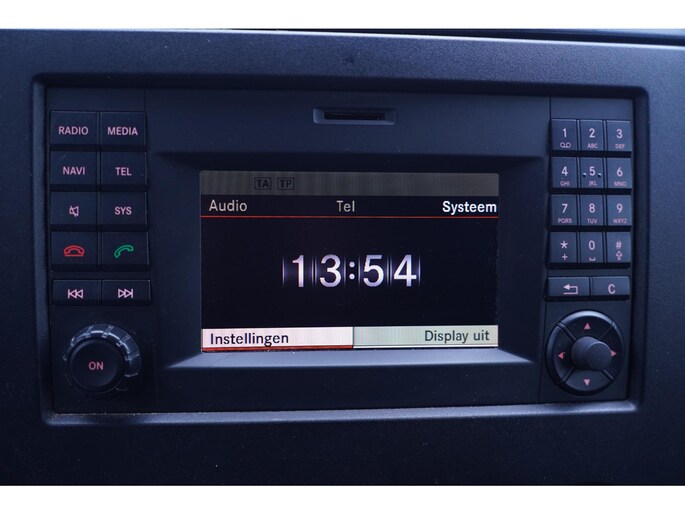 RADIO MEDIA
NAVI TEL
SYS
ON
TA TP
Audio Tel Systeem
13:54
Instellingen Display uit
1 2 ABC 3 DEF
4 GHI 5 JKL 6 MNO
7 PQRS 8 TUV 9 WXYZ
* + 0 #
C